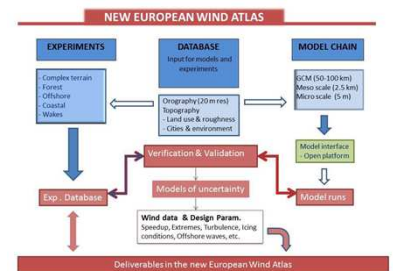 NEW EUROPEAN WIND ATLAS
EXPERIMENTS
- Complex terrain
- Forest
- Offshore
- Coastal
- Wakes
DATABASE
Input for models and
experiments
Orography (20 m res)
Topography
- Land use & roughness
- Cities & environment
MODEL CHAIN
GCM (50-100 km)
Meso scale (2.5 km)
Micro scale (5 m)
Model interface
- Open platform
Verification & Validation
Exp. Database
Models of uncertainty
Model runs
Wind data & Design Param.
Speedup, Extremes, Turbulence, Icing
conditions, Offshore waves, etc.
Deliverables in the new European Wind Atlas